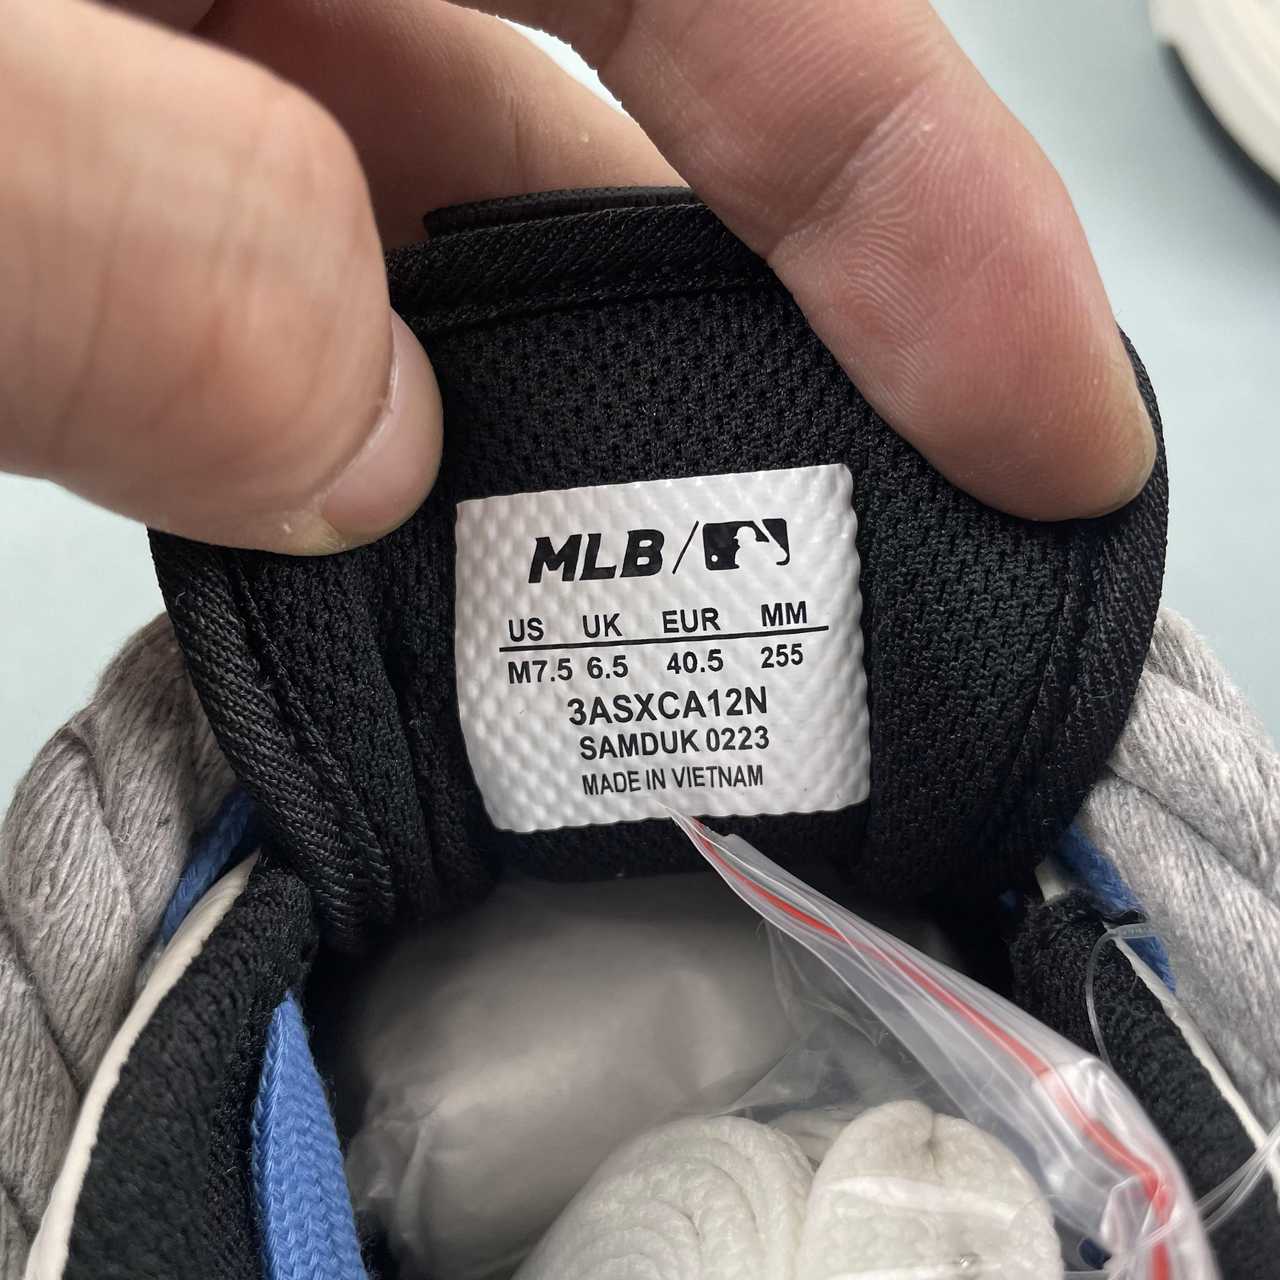 MLB
US UK EUR MM
M7.5 6.5 40.5 255
3ASXCA12N
SAMDUK 0223
MADE IN VIETNAM